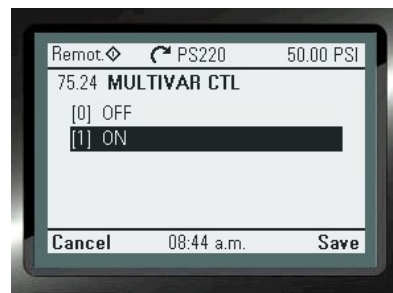 Remot. PS220 50.00 PSI
75.24 MULTIVAR CTL
[0] OFF
[1] ON
Cancel 08:44 a.m. Save